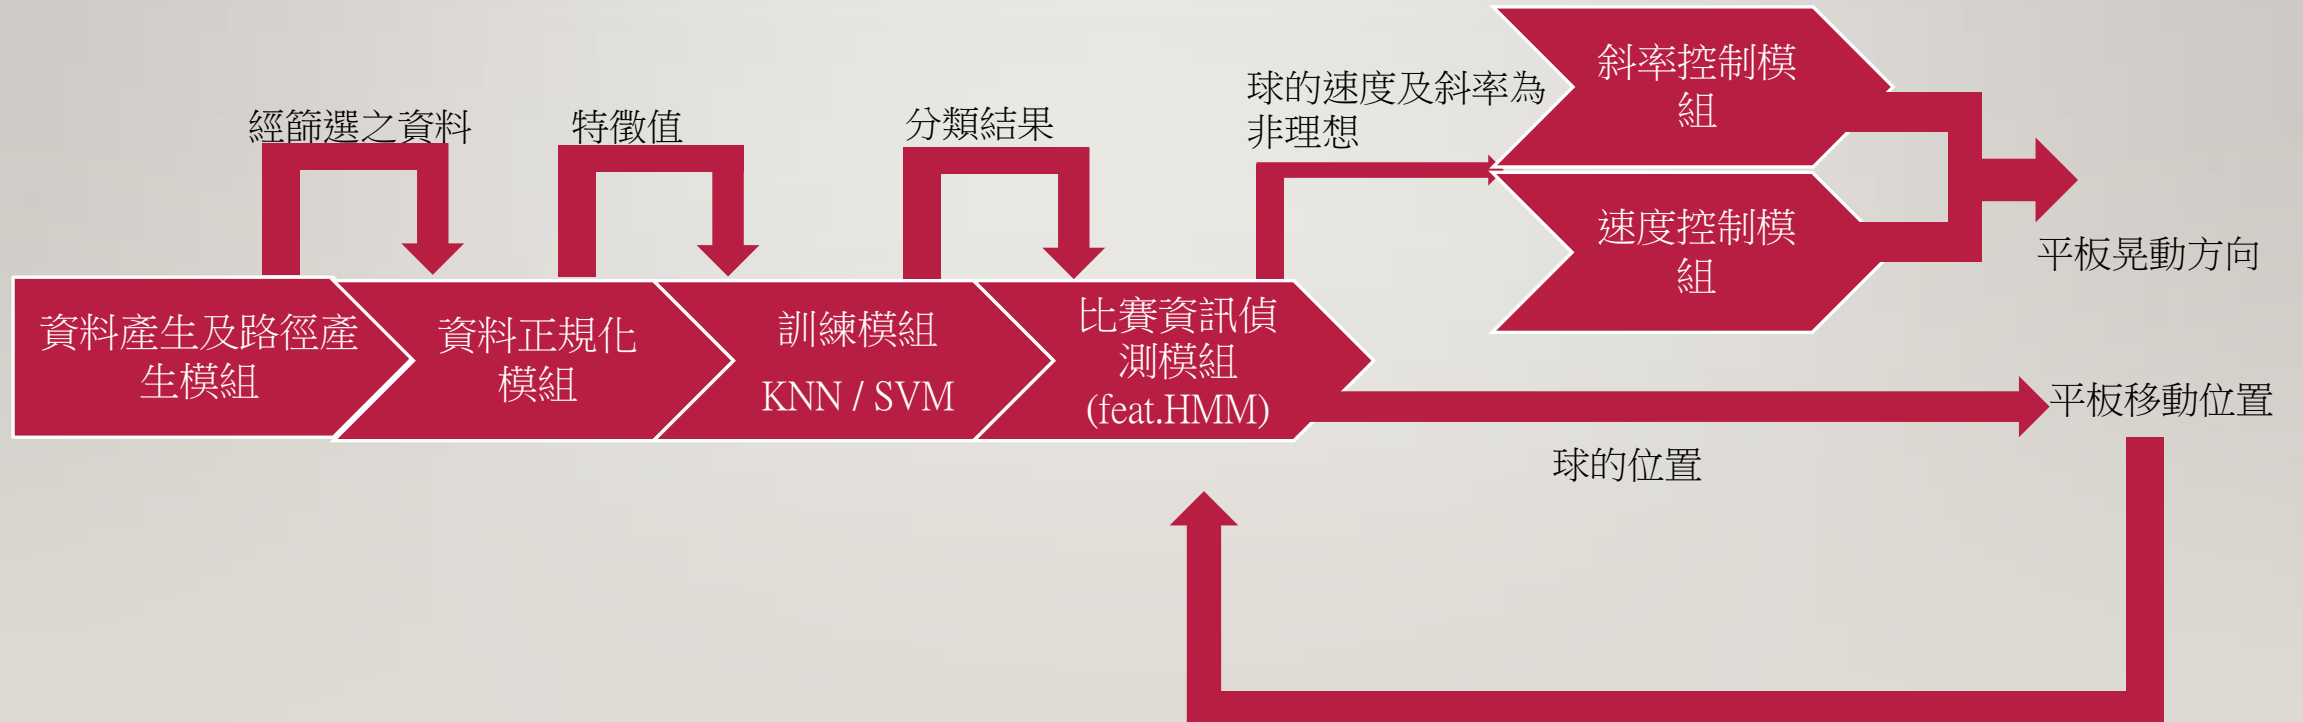 經篩選之資料
特徵值
分類結果
球的速度及斜率為
非理想
斜率控制模
組
速度控制模
組
平板晃動方向
資料產生及路徑產
生模組
資料正規化
模組
訓練模組
KNN / SVM
比賽資訊偵
測模組
(feat.HMM)
平板移動位置
球的位置